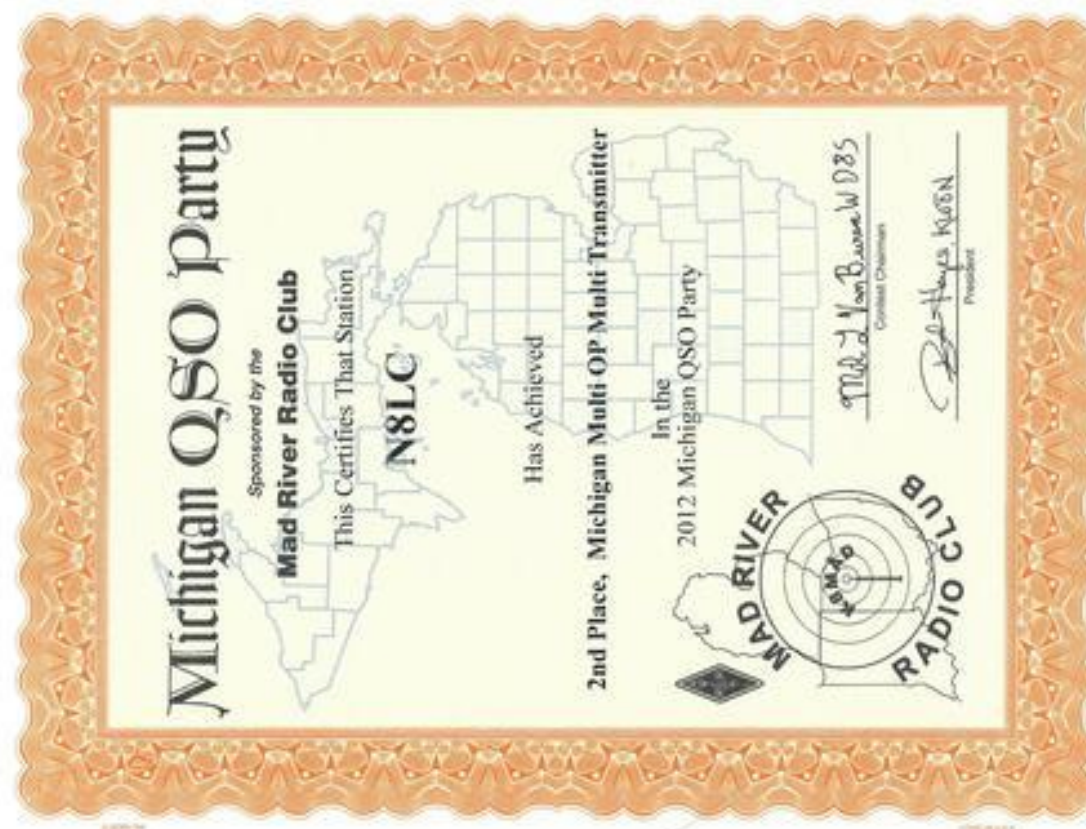 Michigan QSO Party
Sponsored by the
Mad River Radio Club
This Certifies That Station
N8LC
Has Achieved
2nd Place, Michigan Multi OP Multi Transmitter
In the
2012 Michigan QSO Party
MAD RIVER
K8MAD
RADIO CLUB
Contest Chairman
President